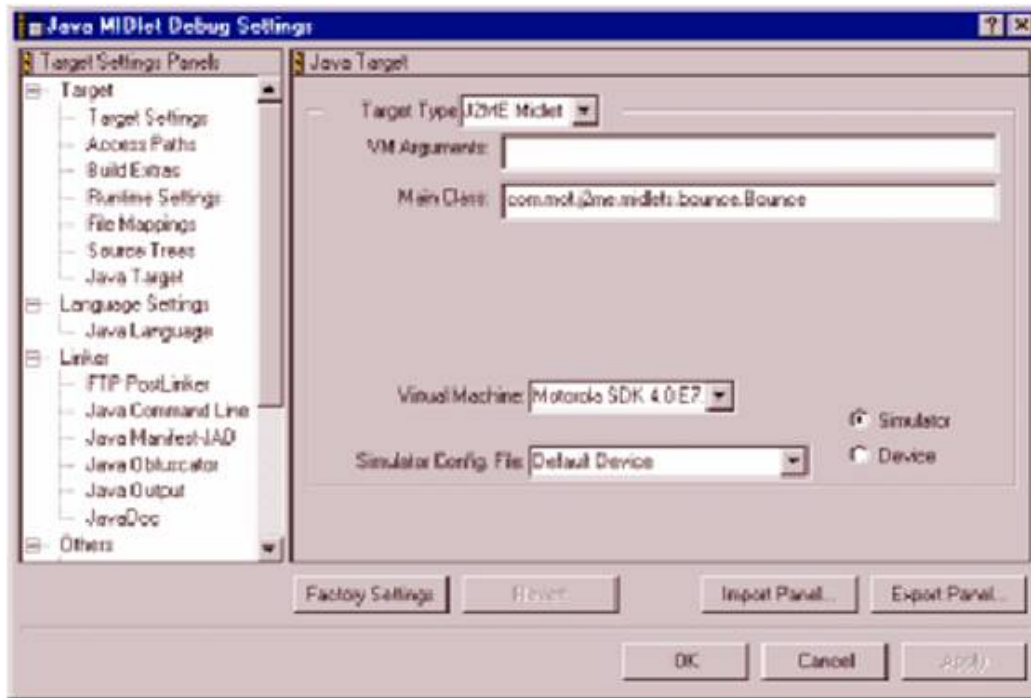 Java MIDlet Debug Settings
Target Settings Panels
Target
Target Settings
Access Paths
Build Extras
Runtime Settings
File Mappings
Source Trees
Java Target
Language Settings
Java Language
Linker
FTP PostLinker
Java Command Line
Java Manifest-JAD
Java Obfuscator
Java Output
JavaDoc
Others
Java Target
Target Type: J2ME Midlet
VM Arguments:
Main Class: com.mot.j2me.midlets.bounce.Bounce
Virtual Machine: Motorola SDK 4.0 E7.
Simulator
Simulator Config. File: Default Device
Device
Factory Settings Revert Import Panel... Export Panel...
OK Cancel Apply